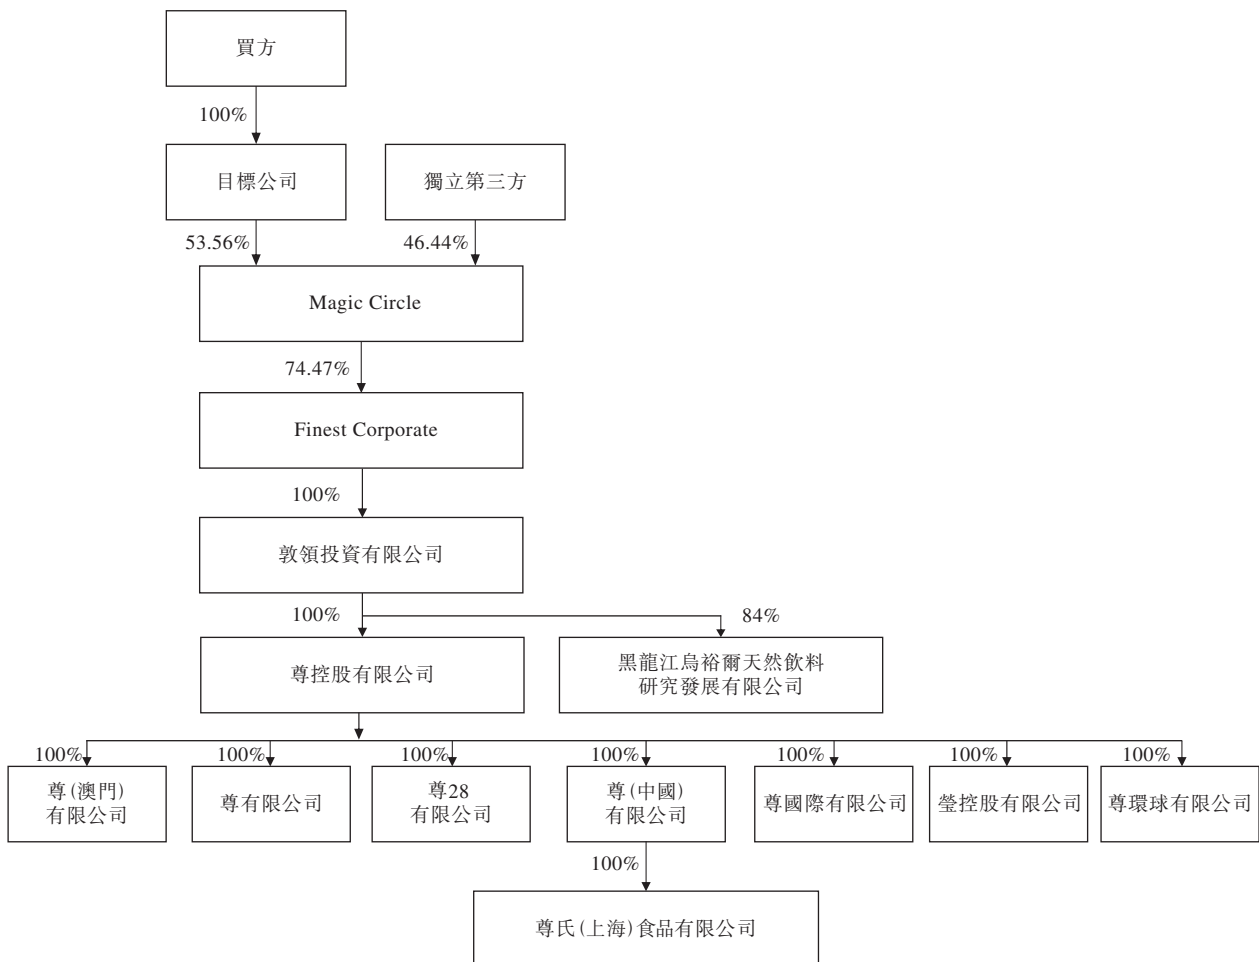 買方
100%
目標公司
獨立第三方
53.56%
46.44%
Magic Circle
74.47%
Finest Corporate
100%
敦領投資有限公司
100%
84%
尊控股有限公司
黑龍江烏裕爾天然飲料
研究發展有限公司
100%
100%
100%
100%
100%
100%
100%
尊(澳門)
有限公司
尊有限公司
尊28
有限公司
尊(中國)
有限公司
尊國際有限公司
瑩控股有限公司
尊環球有限公司
100%
尊氏(上海)食品有限公司